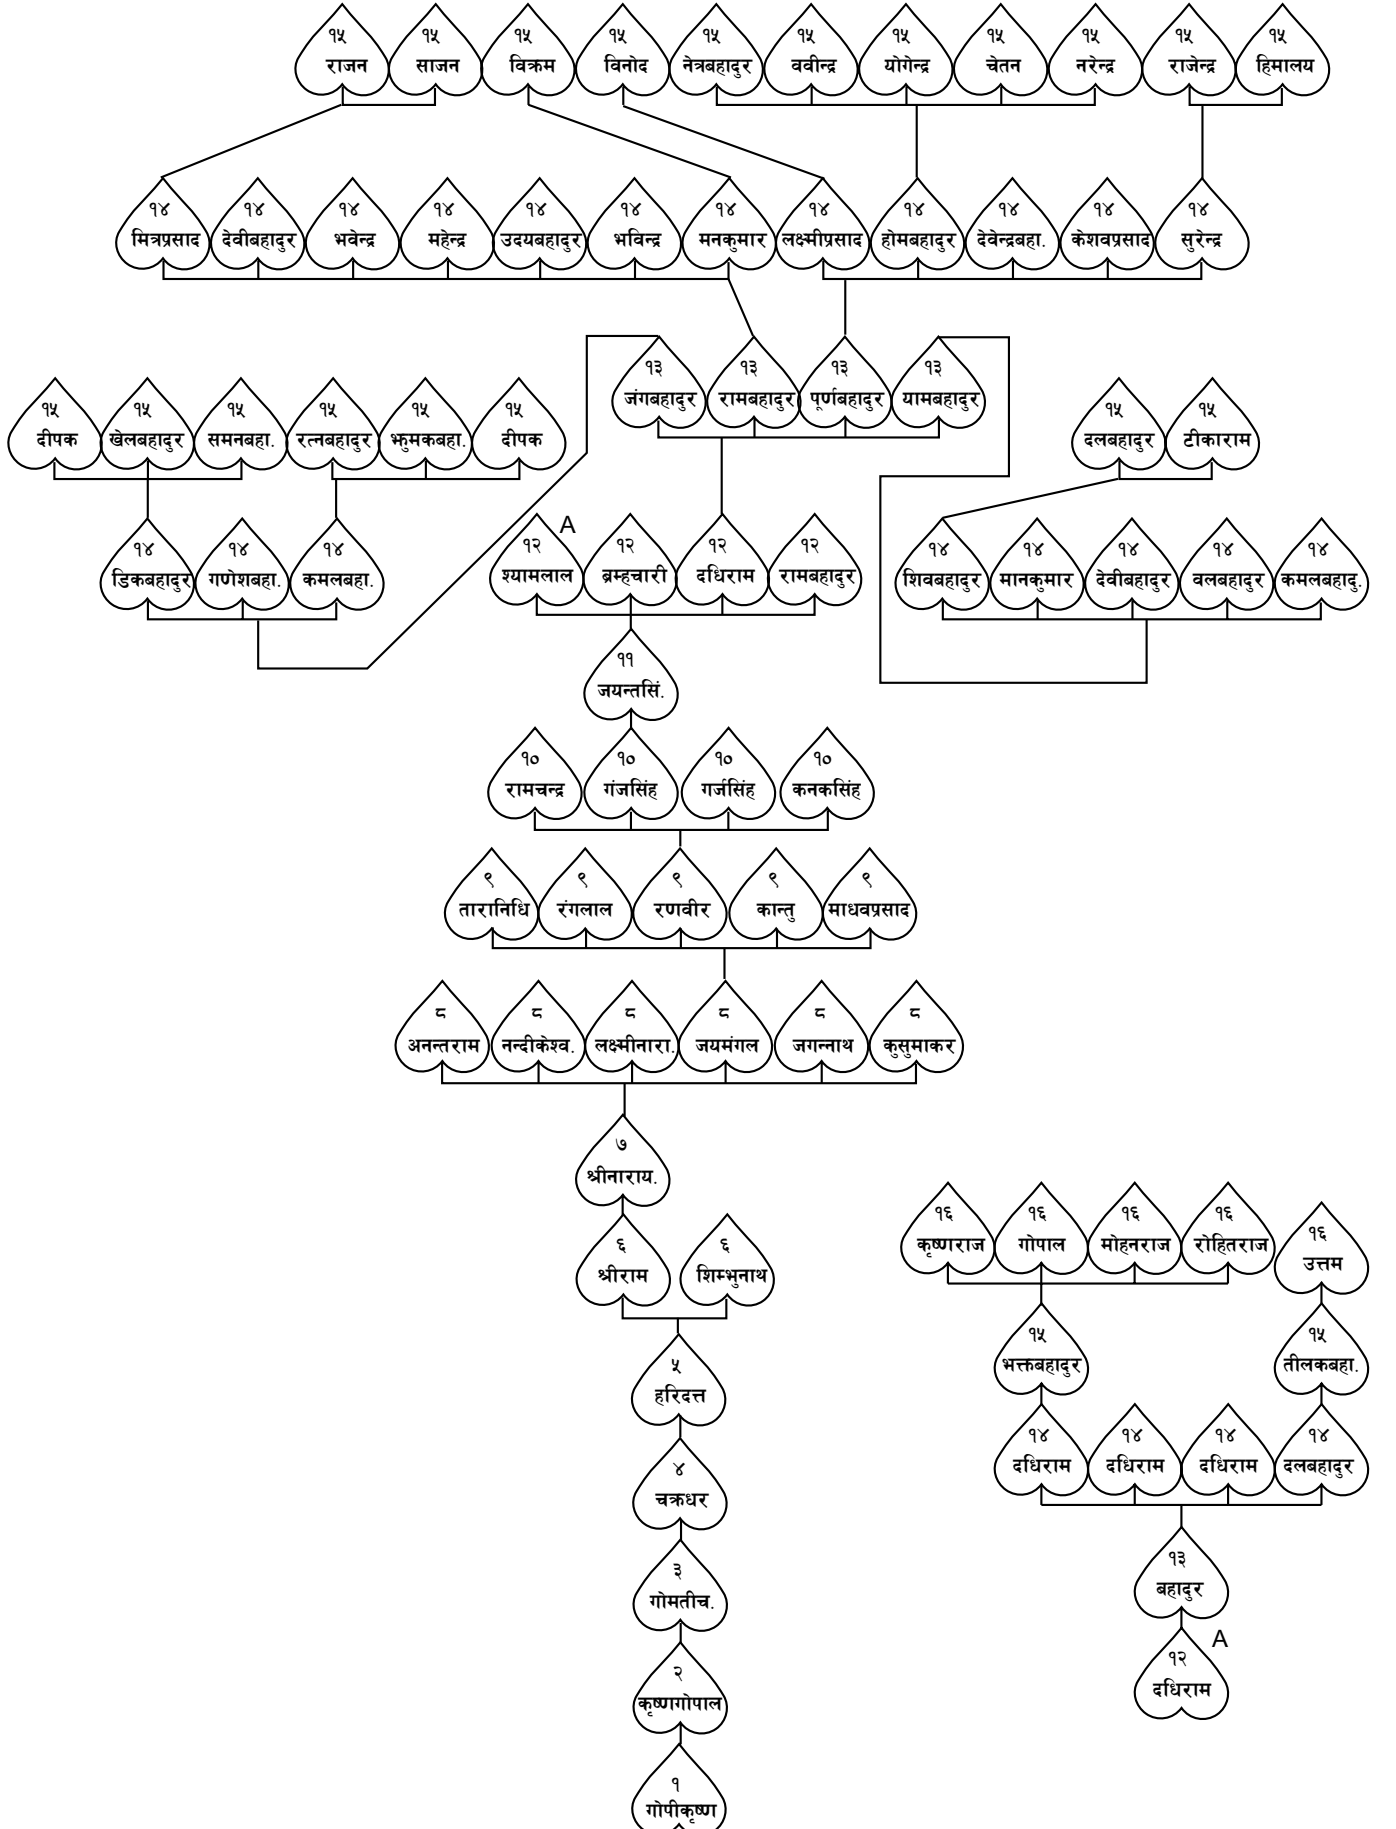 १५ १५ १५ १५ १५ १५ १५ १५ १५ १५ १५
राजन साजन विक्रम विनोद नेत्रबहादुर ववीन्द्र योगेन्द्र चेतन नरेन्द्र राजेन्द्र हिमालय
१४ १४ १४ १४ १४ १४ १४ १४ १४ १४ १४ १४
मित्रप्रसाद देवीबहादुर भवेन्द्र महेन्द्र उदयबहादुर भविन्द्र मनकुमार लक्ष्मीप्रसाद होमबहादुर देवेन्द्रबहा. केशवप्रसाद सुरेन्द्र
१३ १३ १३ १३
जंगबहादुर रामबहादुर पूर्णबहादुर यामबहादुर
१५ १५ १५ १५ १५ १५ १५ १५
दीपक खेलबहादुर समनबहा. रत्नबहादुर झुमकबहा. दीपक दलबहादुर टीकाराम
A
१२ १२ १२ १२
श्यामलाल ब्रम्हचारी दधिराम रामबहादुर
१४ १४ १४ १४ १४ १४ १४ १४
डिकबहादुर गणेशबहा. कमलबहा. शिवबहादुर मानकुमार देवीबहादुर वलबहादुर कमलबहादु.
११
जयन्तसिं.
१० १० १० १०
रामचन्द्र गंजसिंह गर्जसिंह कनकसिंह
९ ९ ९ ९ ९
तारानिधि रंगलाल रणवीर कान्तु माधवप्रसाद
८ ८ ८ ८ ८ ८
अनन्तराम नन्दीकेश्व. लक्ष्मीनारा. जयमंगल जगन्नाथ कुसुमाकर
७
श्रीनाराय.
६ ६
श्रीराम शिम्भुनाथ
१६ १६ १६ १६ १६
कृष्णराज गोपाल मोहनराज रोहितराज उत्तम
५
हरिदत्त
१५ १५
भक्तबहादुर तीलकबहा.
४
चक्रधर
१४ १४ १४ १४
दधिराम दधिराम दधिराम दलबहादुर
३
गोमतीच.
१३
बहादुर
A
२
कृष्णगोपाल
१२
दधिराम
१
गोपीकृष्ण